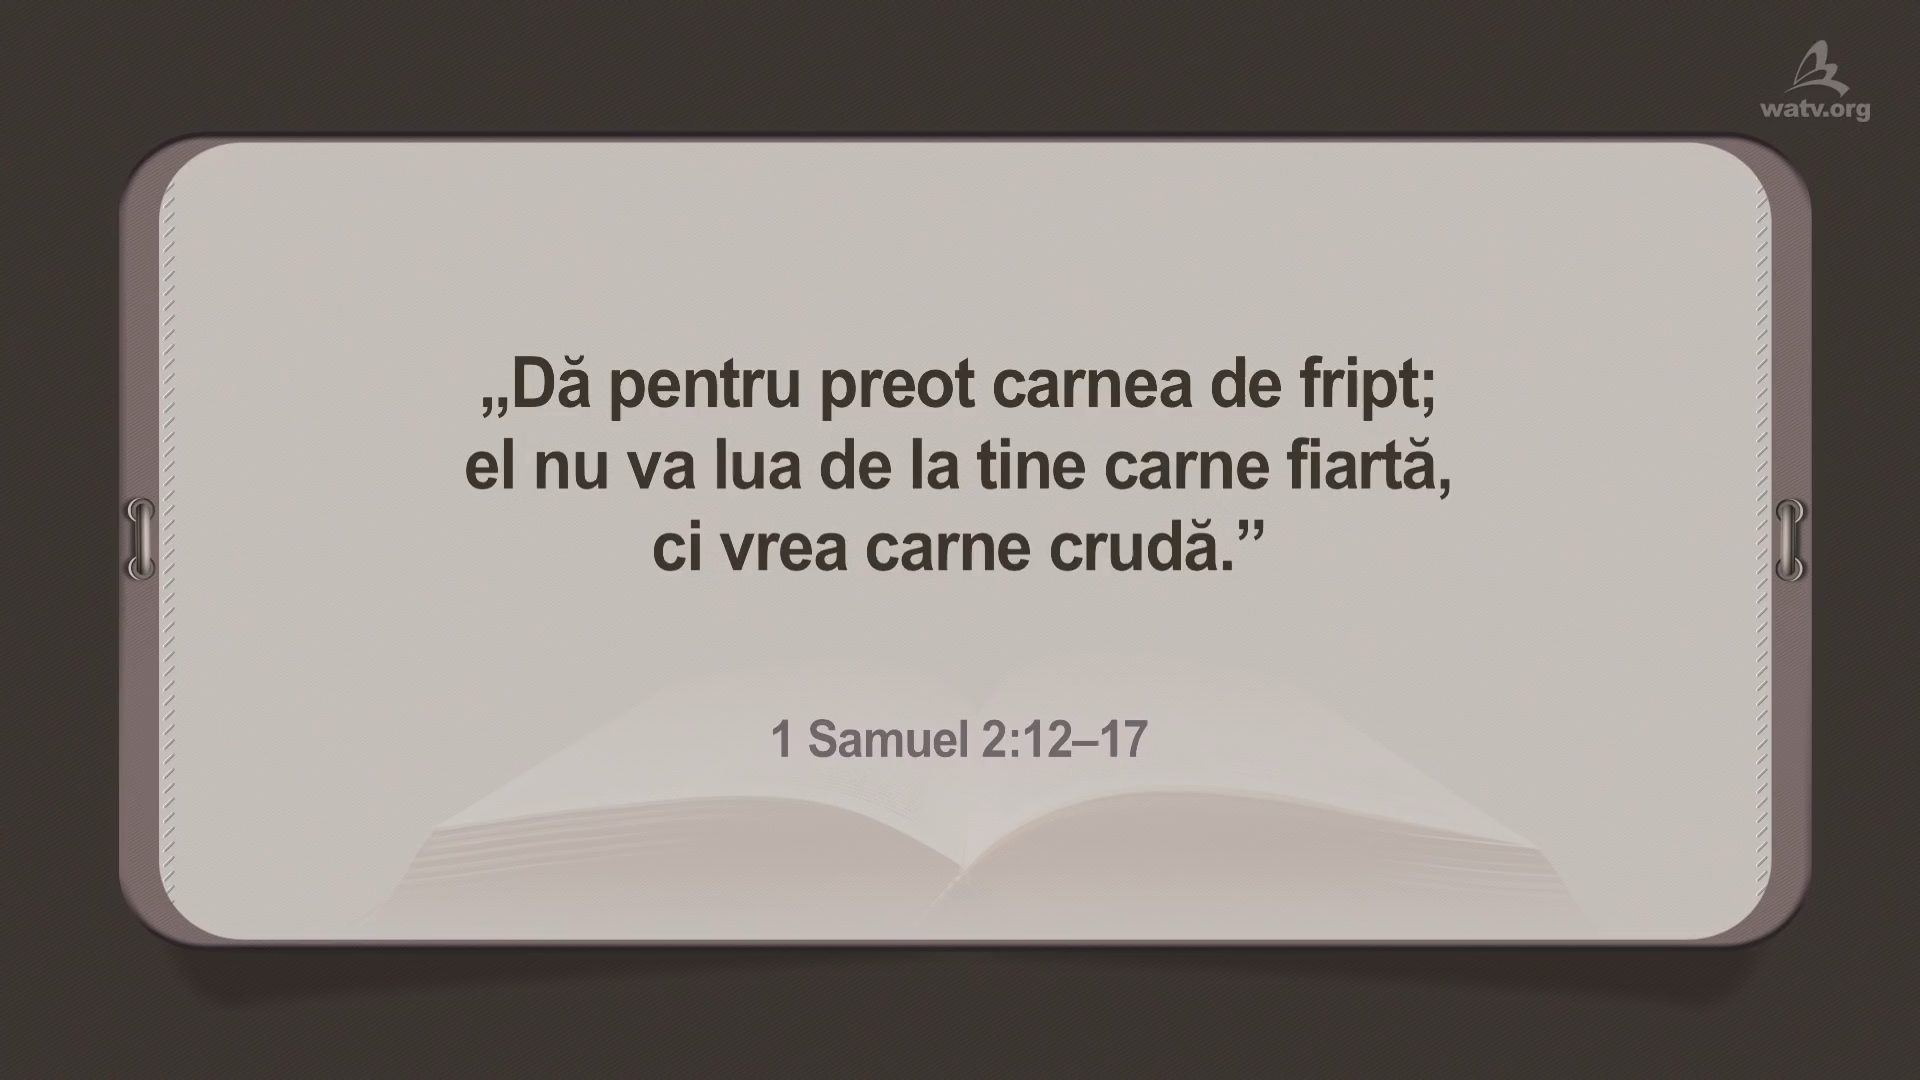 watv.org
„Dă pentru preot carnea de fript;
el nu va lua de la tine carne fiartă,
ci vrea carne crudă.”
1 Samuel 2:12–17